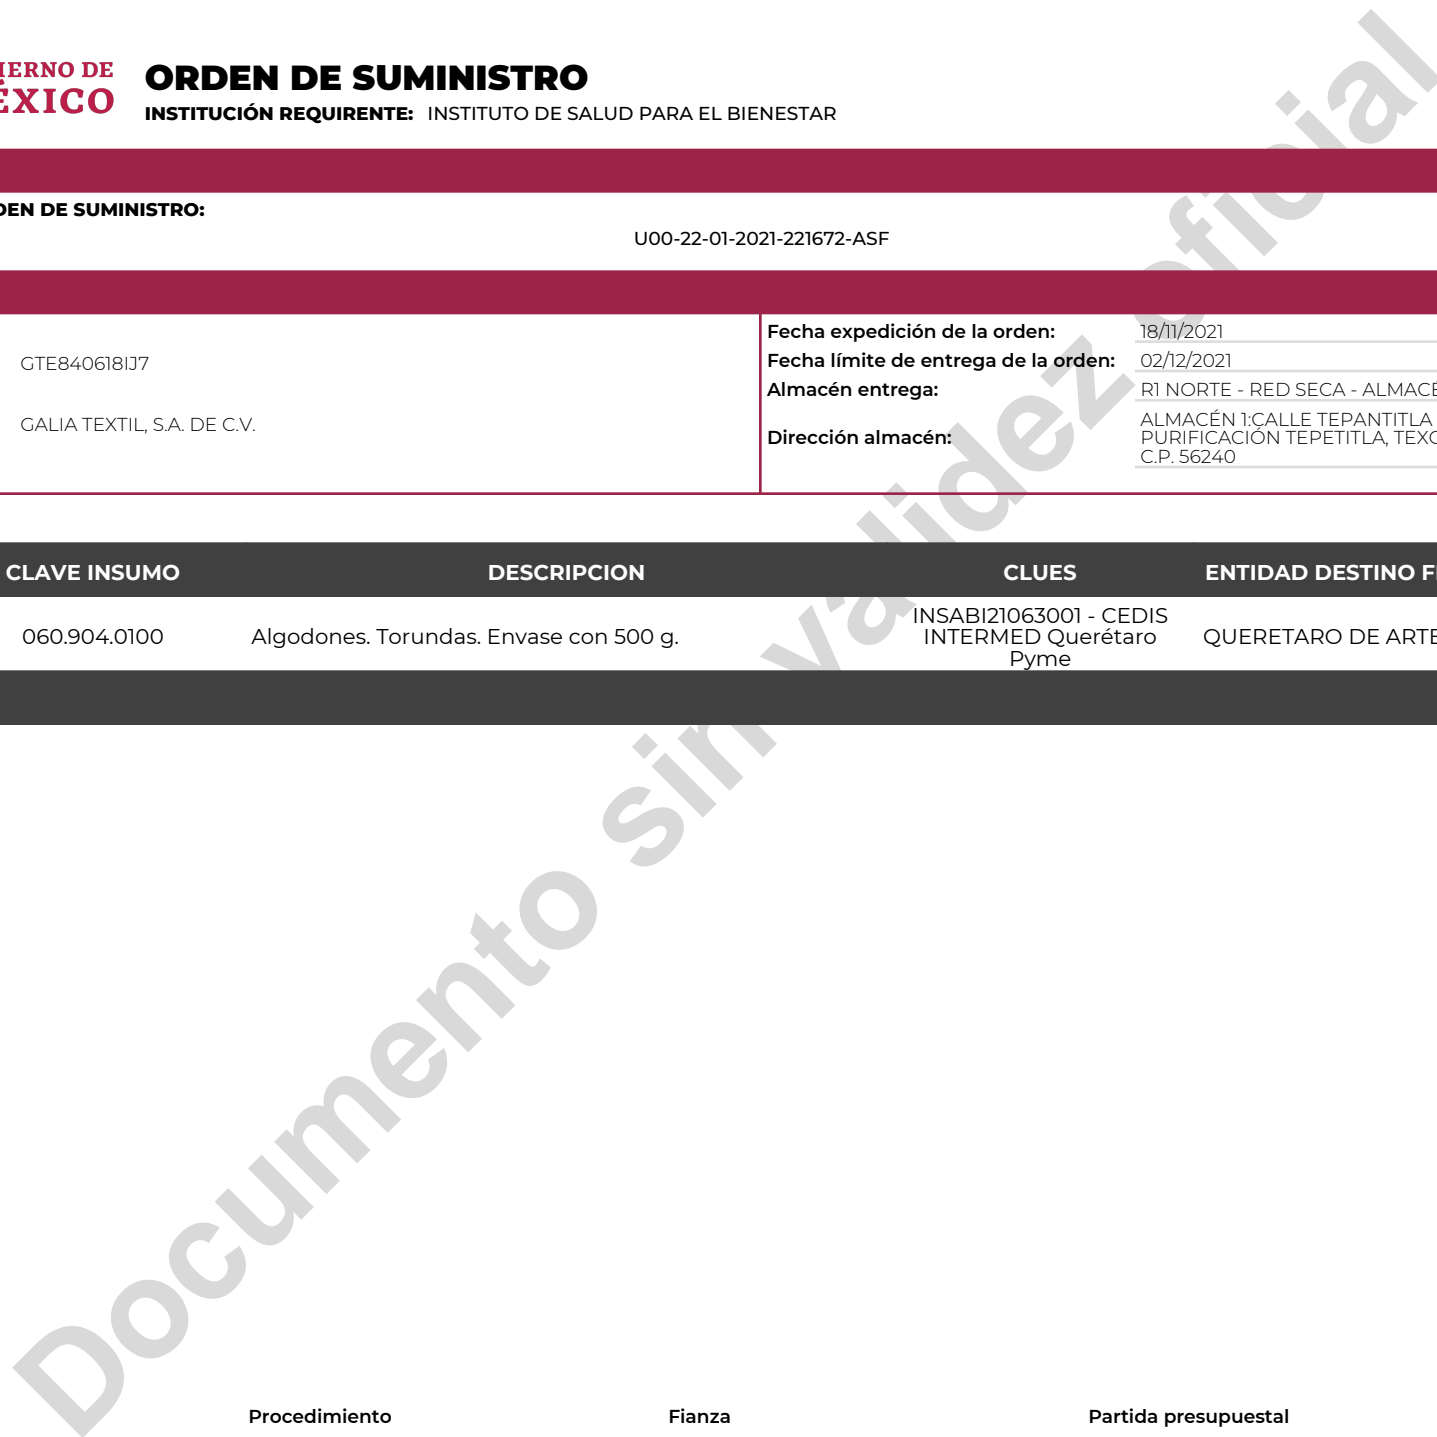 IERNO DE
ÉXICO
ORDEN DE SUMINISTRO
INSTITUCIÓN REQUIRENTE: INSTITUTO DE SALUD PARA EL BIENESTAR
DEN DE SUMINISTRO:
U00-22-01-2021-221672-ASF
GTE840618IJ7
GALIA TEXTIL, S.A. DE C.V.
Fecha expedición de la orden: 18/11/2021
Fecha límite de entrega de la orden: 02/12/2021
Almacén entrega: R1 NORTE - RED SECA - ALMACÉ
Dirección almacén: ALMACÉN 1:CALLE TEPANTITLA
PURIFICACIÓN TEPETITLA, TEXC
C.P. 56240
CLAVE INSUMO DESCRIPCION CLUES ENTIDAD DESTINO FI
060.904.0100 Algodones. Torundas. Envase con 500 g. INSABI21063001 - CEDIS
INTERMED Querétaro
Pyme
QUERETARO DE ARTE
Documento sin validez oficial
Procedimiento Fianza Partida presupuestal